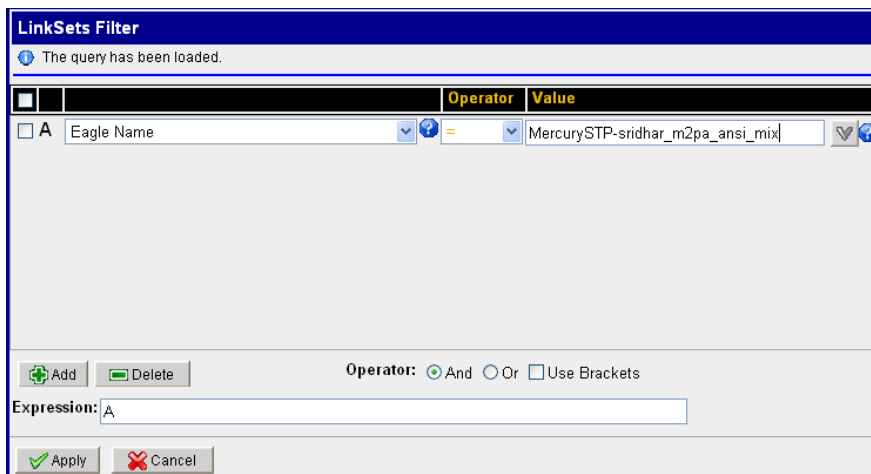 LinkSets Filter
The query has been loaded.
Operator Value
A Eagle Name = MercurySTP-sridhar_m2pa_ansi_mix
Add Delete Operator: And Or Use Brackets
Expression: A
Apply Cancel